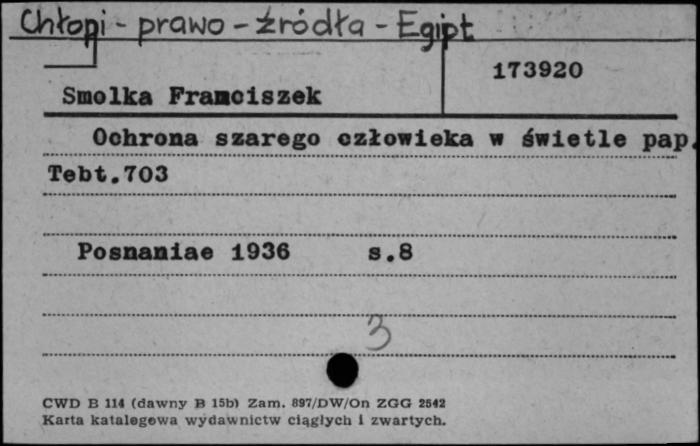 Chłopi - prawo - źródła - Egipt
173920
Smolka Franciszek
Ochrona szarego człowieka w świetle pap.
Tebt.703
Posnaniae 1936 s.8
3
CWD B 114 (dawny B 15b) Zam. 897/DW/On ZGG 2542
Karta katalogowa wydawnictw ciągłych i zwartych.